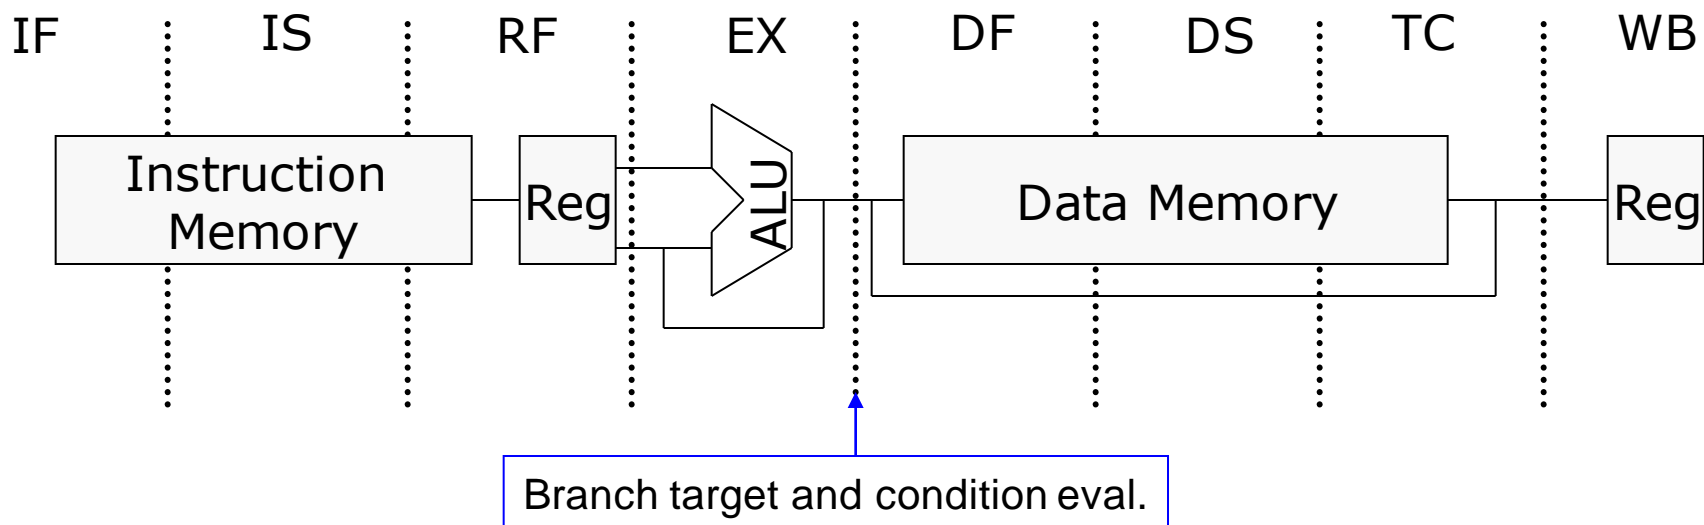 IF IS RF EX DF DS TC WB
Instruction
Memory
Reg
ALU
Data Memory
Reg
Branch target and condition eval.